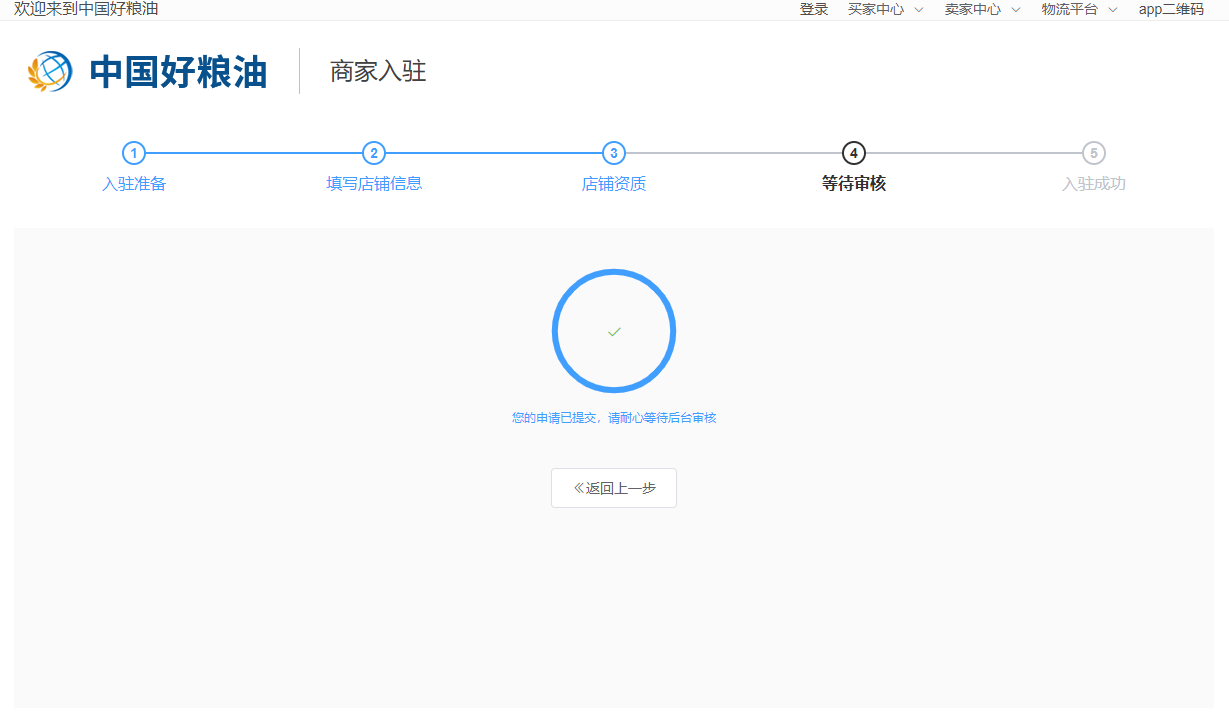 欢迎来到中国好粮油
登录 买家中心 卖家中心 物流平台 app二维码
中国好粮油 商家入驻
1 2 3 4 5
入驻准备 填写店铺信息 店铺资质 等待审核 入驻成功
您的申请已提交，请耐心等待后台审核
《返回上一步